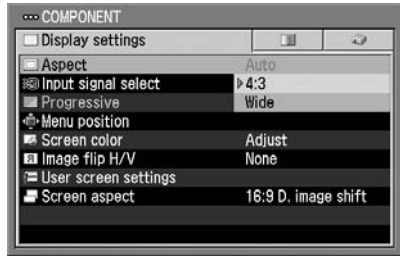 COMPONENT
Display settings
Aspect Auto
Input signal select 4:3
Progressive Wide
Menu position
Screen color Adjust
Image flip H/V None
User screen settings
Screen aspect 16:9 D. image shift